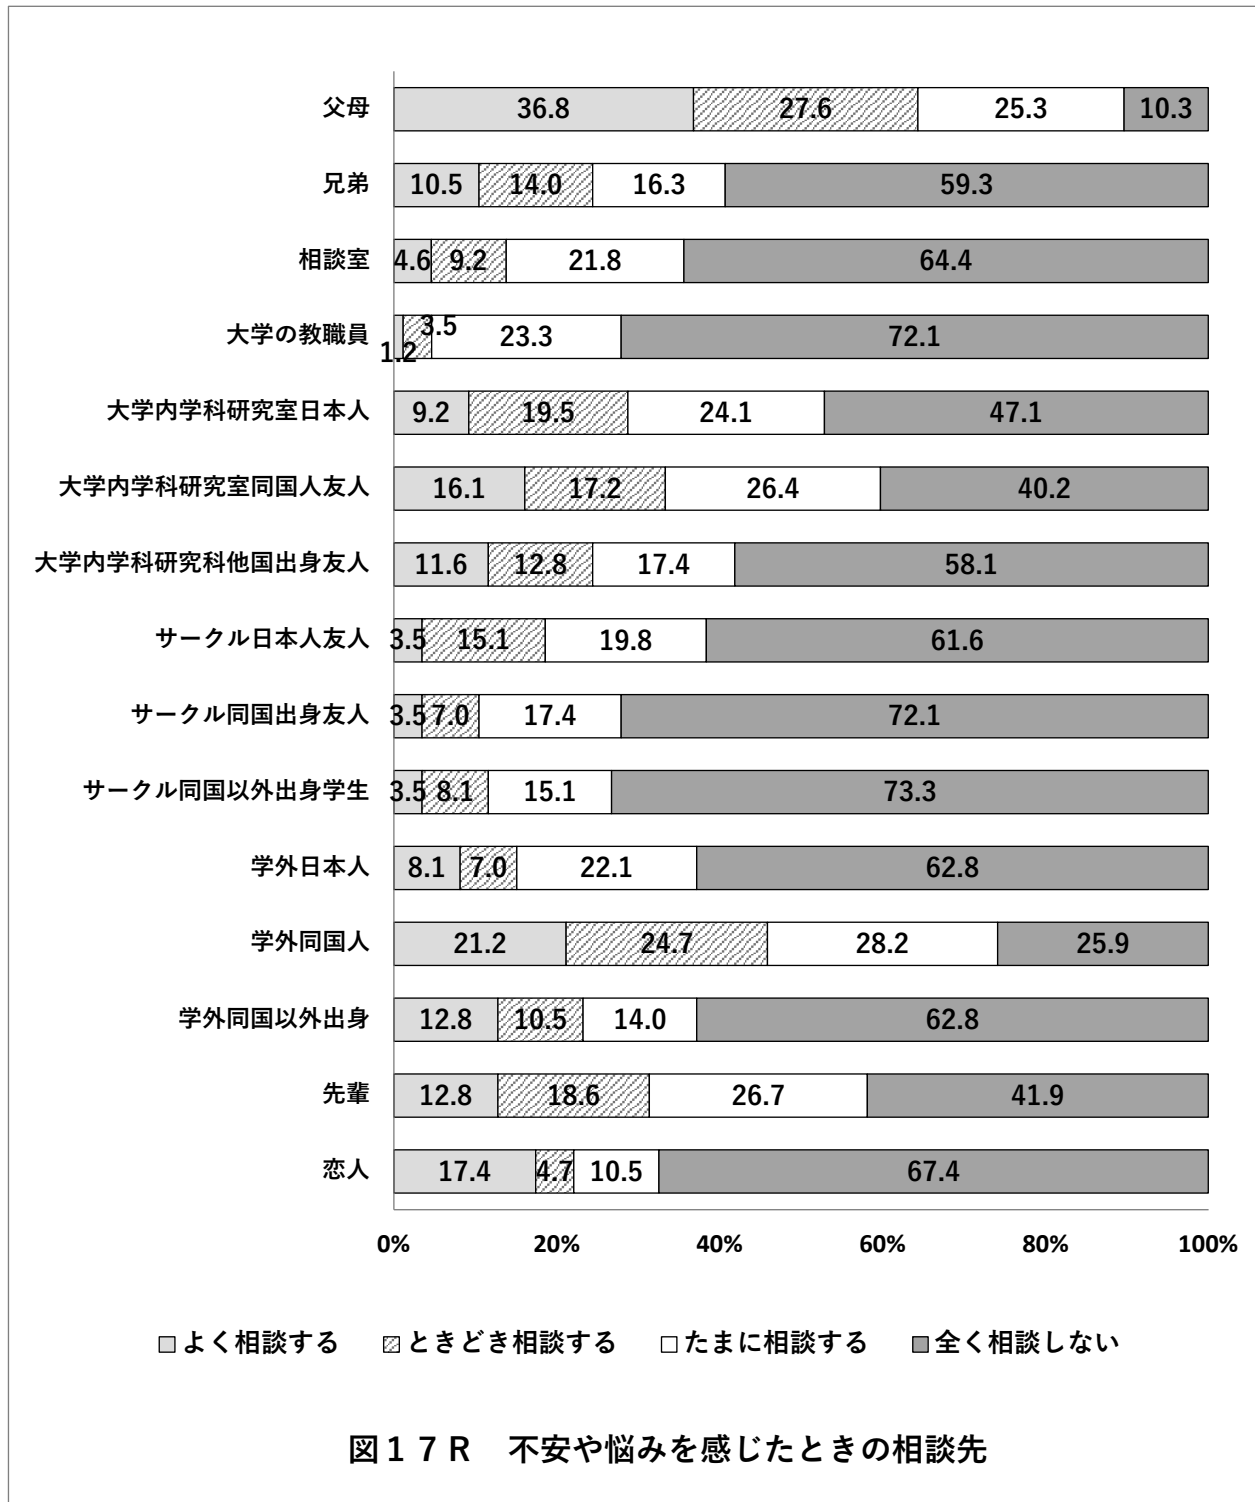 父母 36.8 27.6 25.3 10.3
兄弟 10.5 14.0 16.3 59.3
相談室 4.6 9.2 21.8 64.4
大学の教職員 1.2 3.5 23.3 72.1
大学内学科研究室日本人 9.2 19.5 24.1 47.1
大学内学科研究室同国人友人 16.1 17.2 26.4 40.2
大学内学科研究科他国出身友人 11.6 12.8 17.4 58.1
サークル日本人友人 3.5 15.1 19.8 61.6
サークル同国出身友人 3.5 7.0 17.4 72.1
サークル同国以外出身学生 3.5 8.1 15.1 73.3
学外日本人 8.1 7.0 22.1 62.8
学外同国人 21.2 24.7 28.2 25.9
学外同国以外出身 12.8 10.5 14.0 62.8
先輩 12.8 18.6 26.7 41.9
恋人 17.4 4.7 10.5 67.4
0% 20% 40% 60% 80% 100%
よく相談する ときどき相談する たまに相談する 全く相談しない
図１７Ｒ　不安や悩みを感じたときの相談先